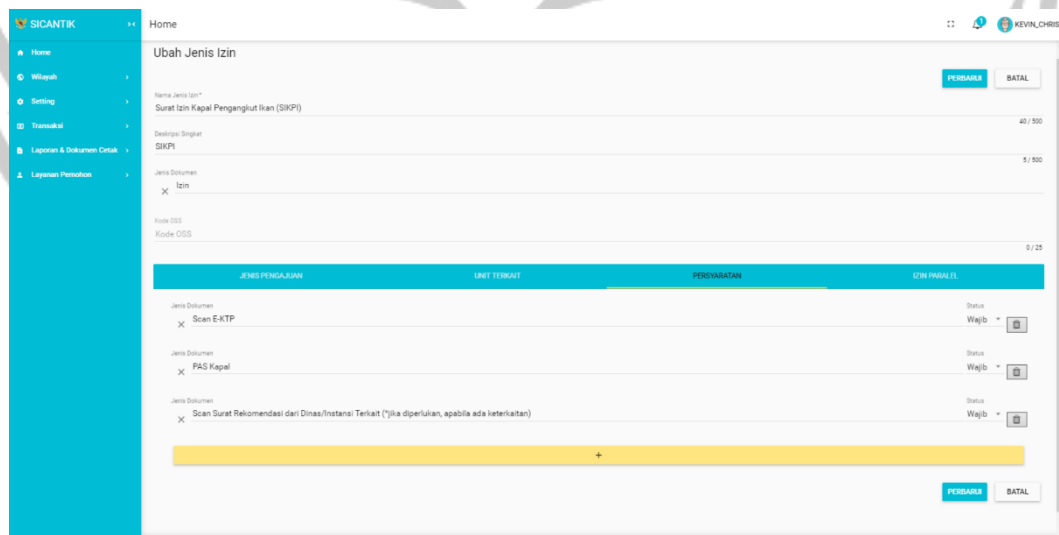 SICANTIK
Home
1
KEVIN_CHRIS
Home
Wilayah
Setting
Transaksi
Laporan & Dokumen Cetak
Layanan Pemohon
Ubah Jenis Izin
PERBARUI BATAL
Nama Jenis Izin*
Surat Izin Kapal Pengangkut Ikan (SIKPI)
40 / 500
Deskripsi Singkat
SIKPI
5 / 500
Jenis Dokumen
Izin
Kode OSS
Kode OSS
0 / 25
JENIS PENGAJUAN UNIT TERKAIT PERSYARATAN IZIN PARALEL
Jenis Dokumen Status
Scan E-KTP Wajib
Jenis Dokumen Status
PAS Kapal Wajib
Jenis Dokumen Status
Scan Surat Rekomendasi dari Dinas/Instansi Terkait (*jika diperlukan, apabila ada keterkaitan) Wajib
+
PERBARUI BATAL